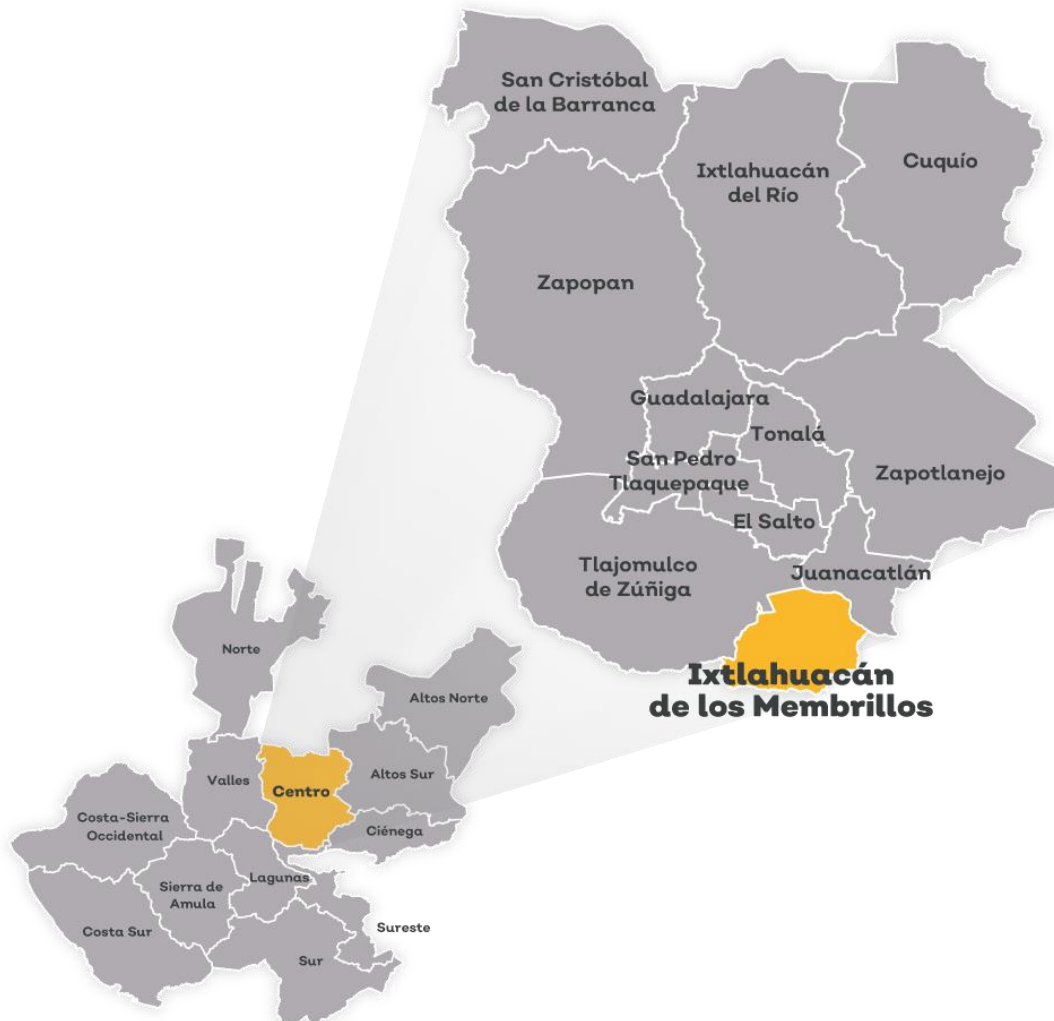 San Cristóbal
de la Barranca
Ixtlahuacán
del Río
Cuquío
Zapopan
Guadalajara
Tonalá
San Pedro
Tlaquepaque
Zapotlanejo
El Salto
Tlajomulco
de Zúñiga
Juanacatlán
Ixtlahuacán
de los Membrillos
Norte
Altos Norte
Valles
Centro
Altos Sur
Costa-Sierra
Occidental
Ciénega
Lagunas
Sierra de
Amula
Costa Sur
Sureste
Sur